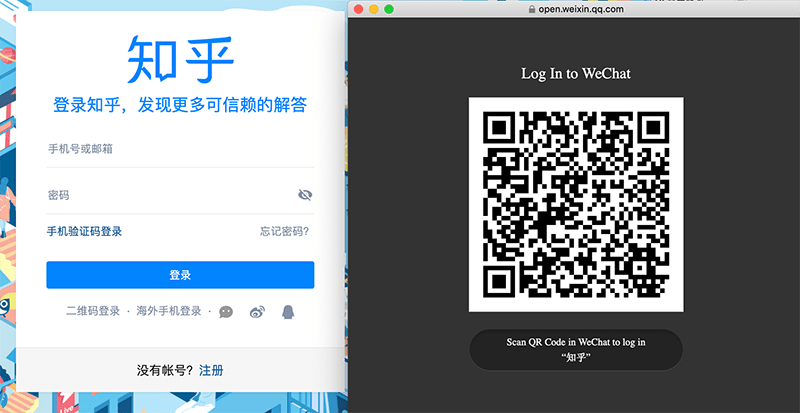 知乎
登录知乎，发现更多可信赖的解答
手机号或邮箱
密码
手机验证码登录
忘记密码?
登录
二维码登录 · 海外手机登录 ·
没有帐号? 注册
Live
open.weixin.qq.com
Log In to WeChat
Scan QR Code in WeChat to log in
“知乎”